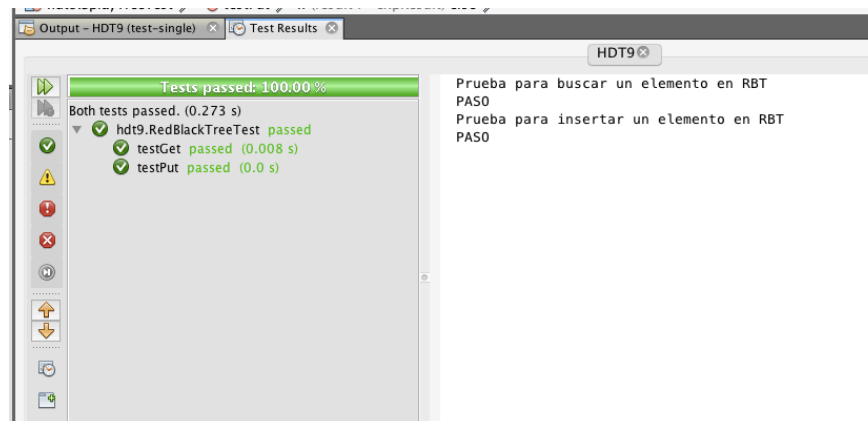 Output – HDT9 (test-single)
Test Results
HDT9
Tests passed: 100.00 %
Both tests passed. (0.273 s)
hdt9.RedBlackTreeTest passed
testGet passed (0.008 s)
testPut passed (0.0 s)
Prueba para buscar un elemento en RBT
PASO
Prueba para insertar un elemento en RBT
PASO